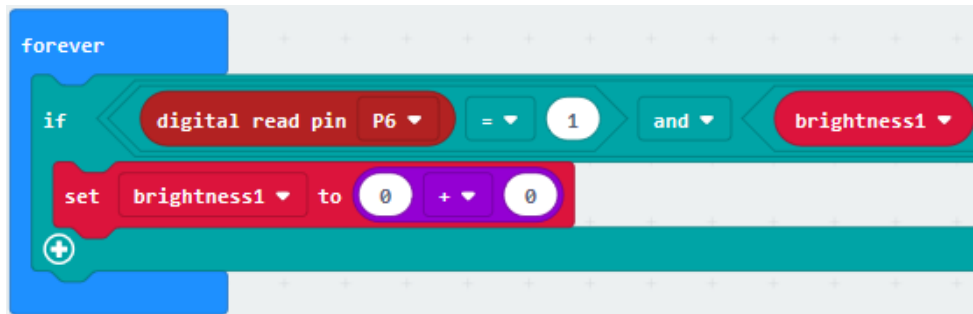 forever
if digital read pin P6 = 1 and brightness1
set brightness1 to 0 + 0